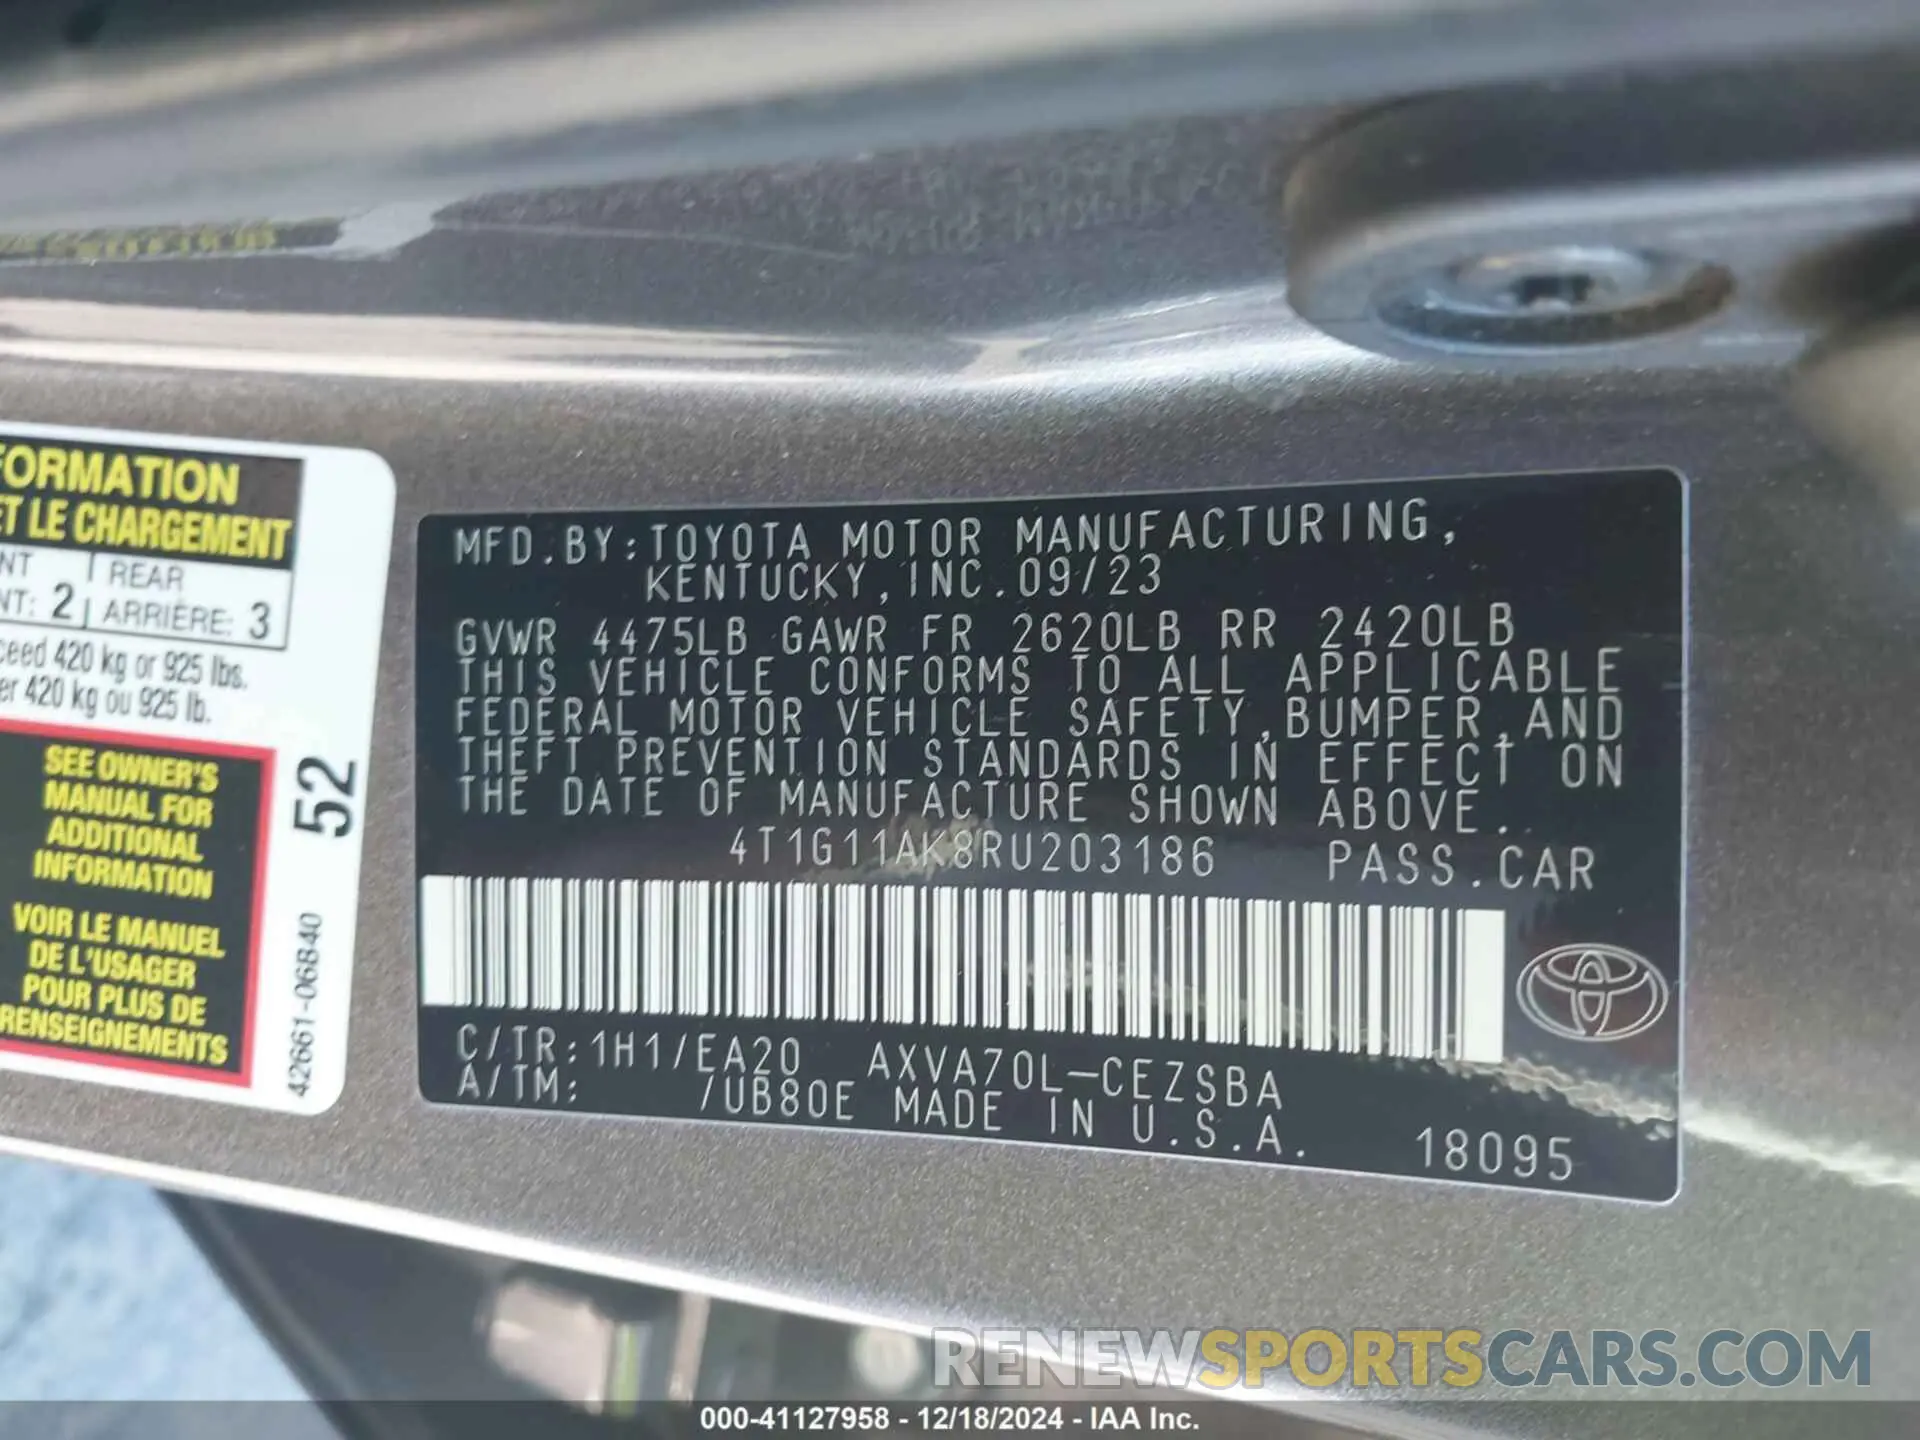 FORMATION
ET LE CHARGEMENT
NT REAR
NT: 2 ARRIÈRE: 3
ceed 420 kg or 925 lbs.
er 420 kg ou 925 lb.
SEE OWNER'S
MANUAL FOR
ADDITIONAL
INFORMATION
VOIR LE MANUEL
DE L'USAGER
POUR PLUS DE
RENSEIGNEMENTS
52
42661-06840
MFD.BY:TOYOTA MOTOR MANUFACTURING,
KENTUCKY,INC.09/23
GVWR 4475LB GAWR FR 2620LB RR 2420LB
THIS VEHICLE CONFORMS TO ALL APPLICABLE
FEDERAL MOTOR VEHICLE SAFETY,BUMPER,AND
THEFT PREVENTION STANDARDS IN EFFECT ON
THE DATE OF MANUFACTURE SHOWN ABOVE.
4T1G11AK8RU203186 PASS.CAR
C/TR:1H1/EA20 AXVA70L-CEZSBA
A/TM: /UB80E MADE IN U.S.A.
18095
RENEWSPORTSCARS.COM
000-41127958 - 12/18/2024 - IAA Inc.